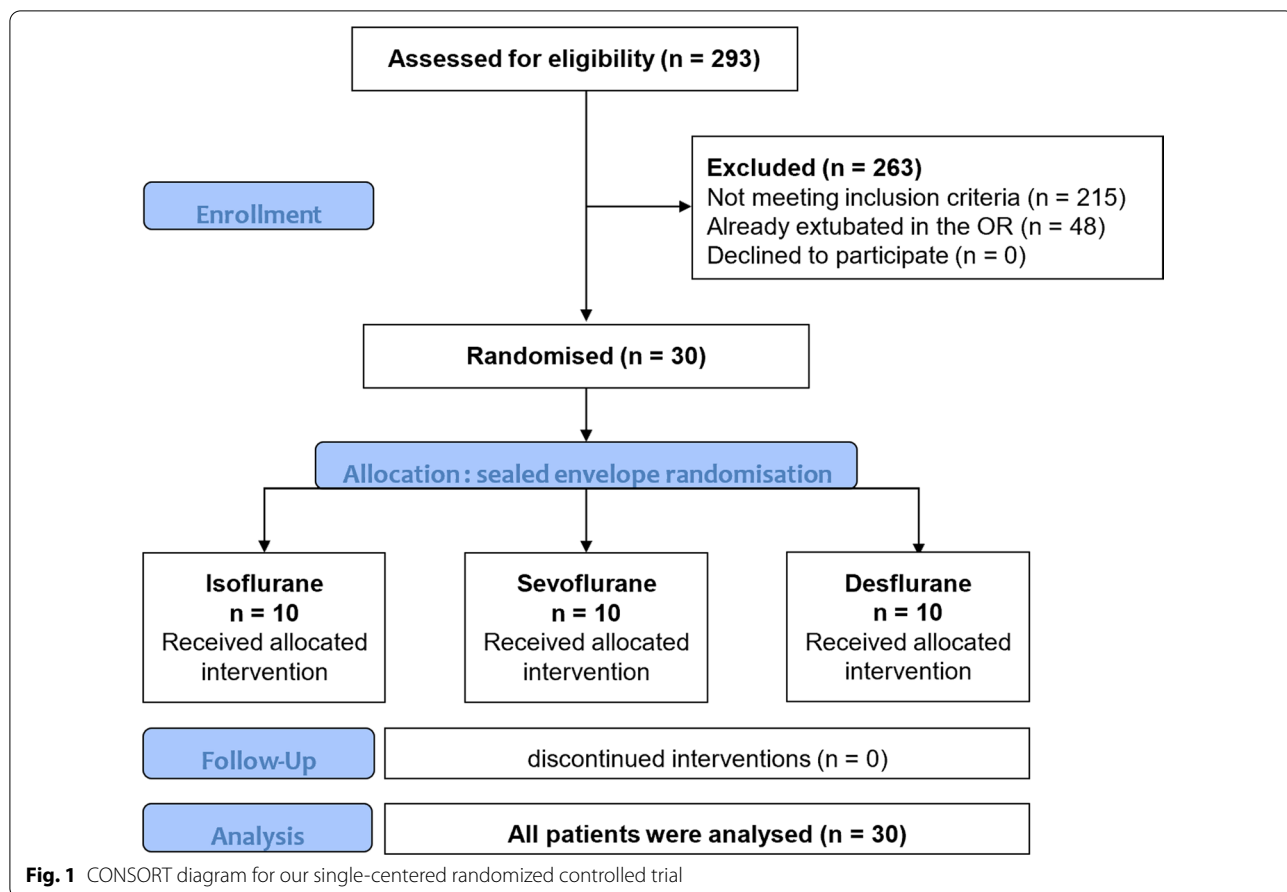 Assessed for eligibility (n = 293)
Excluded (n = 263)
Not meeting inclusion criteria (n = 215)
Already extubated in the OR (n = 48)
Declined to participate (n = 0)
Enrollment
Randomised (n = 30)
Allocation : sealed envelope randomisation
Isoflurane
n = 10
Received allocated
intervention
Sevoflurane
n = 10
Received allocated
intervention
Desflurane
n = 10
Received allocated
intervention
Follow-Up
discontinued interventions (n = 0)
Analysis
All patients were analysed (n = 30)
Fig. 1 CONSORT diagram for our single-centered randomized controlled trial